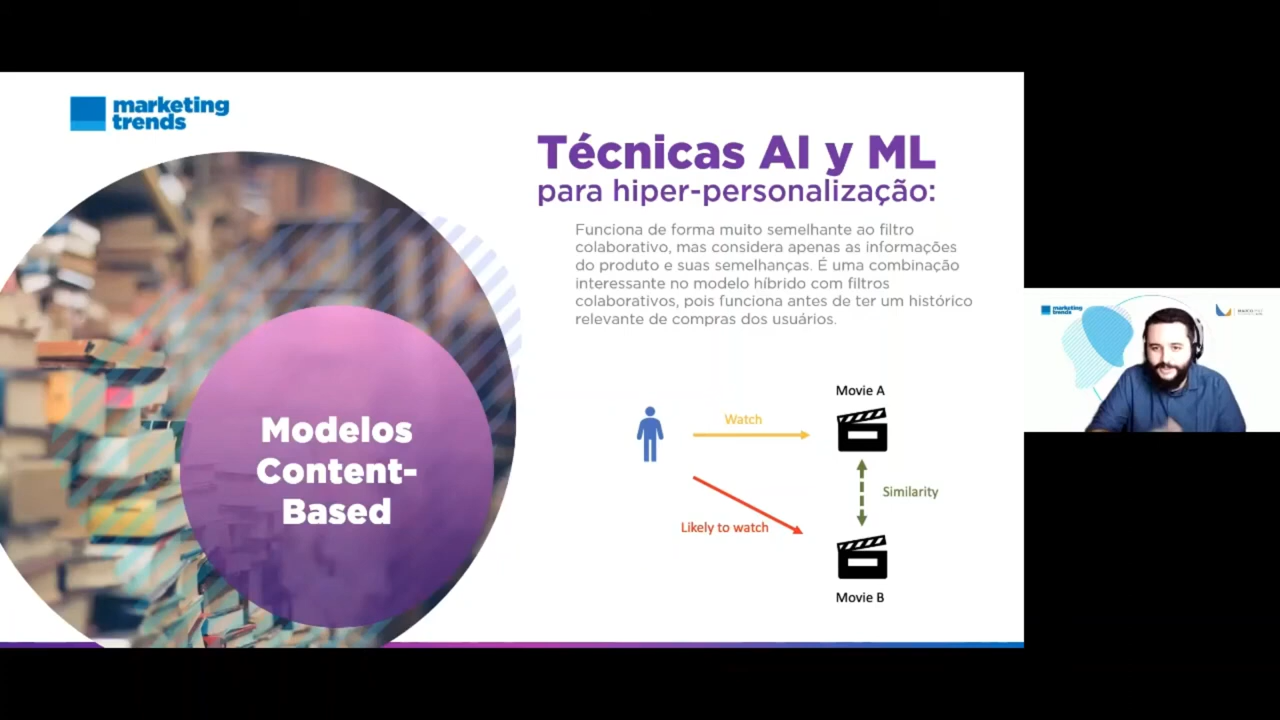 marketing
trends
Técnicas AI y ML
para hiper-personalização:
Funciona de forma muito semelhante ao filtro
colaborativo, mas considera apenas as informações
do produto e suas semelhanças. É uma combinação
interessante no modelo híbrido com filtros
colaborativos, pois funciona antes de ter um histórico
relevante de compras dos usuários.
Modelos
Content-
Based
Movie A
Watch
Similarity
Likely to watch
Movie B
marketing
trends